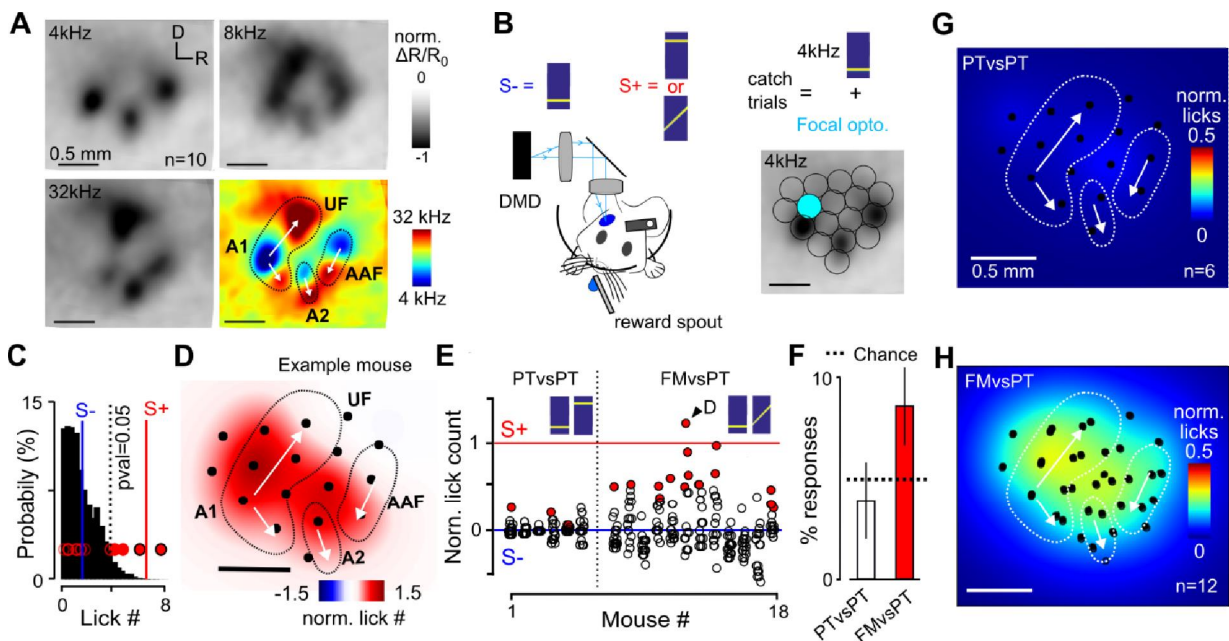 A
4kHz
D
R
0.5 mm
n=10
8kHz
norm.
ΔR/R0
0
-1
32kHz
UF
A1
AAF
A2
32 kHz
4 kHz
B
S- =
S+ = or
4kHz
catch
trials = +
Focal opto.
DMD
4kHz
reward spout
C
15
Probabily (%)
0
S-
pval=0.05
S+
0
8
Lick #
D
Example mouse
UF
A1
AAF
A2
-1.5
1.5
norm. lick #
E
PTvsPT
FMvsPT
D
S+
1
Norm. lick count
0
S-
1
18
Mouse #
F
Chance
10
% responses
0
PTvsPT
FMvsPT
G
PTvsPT
norm.
licks
0.5
0
0.5 mm
n=6
H
FMvsPT
norm.
licks
0.5
0
n=12